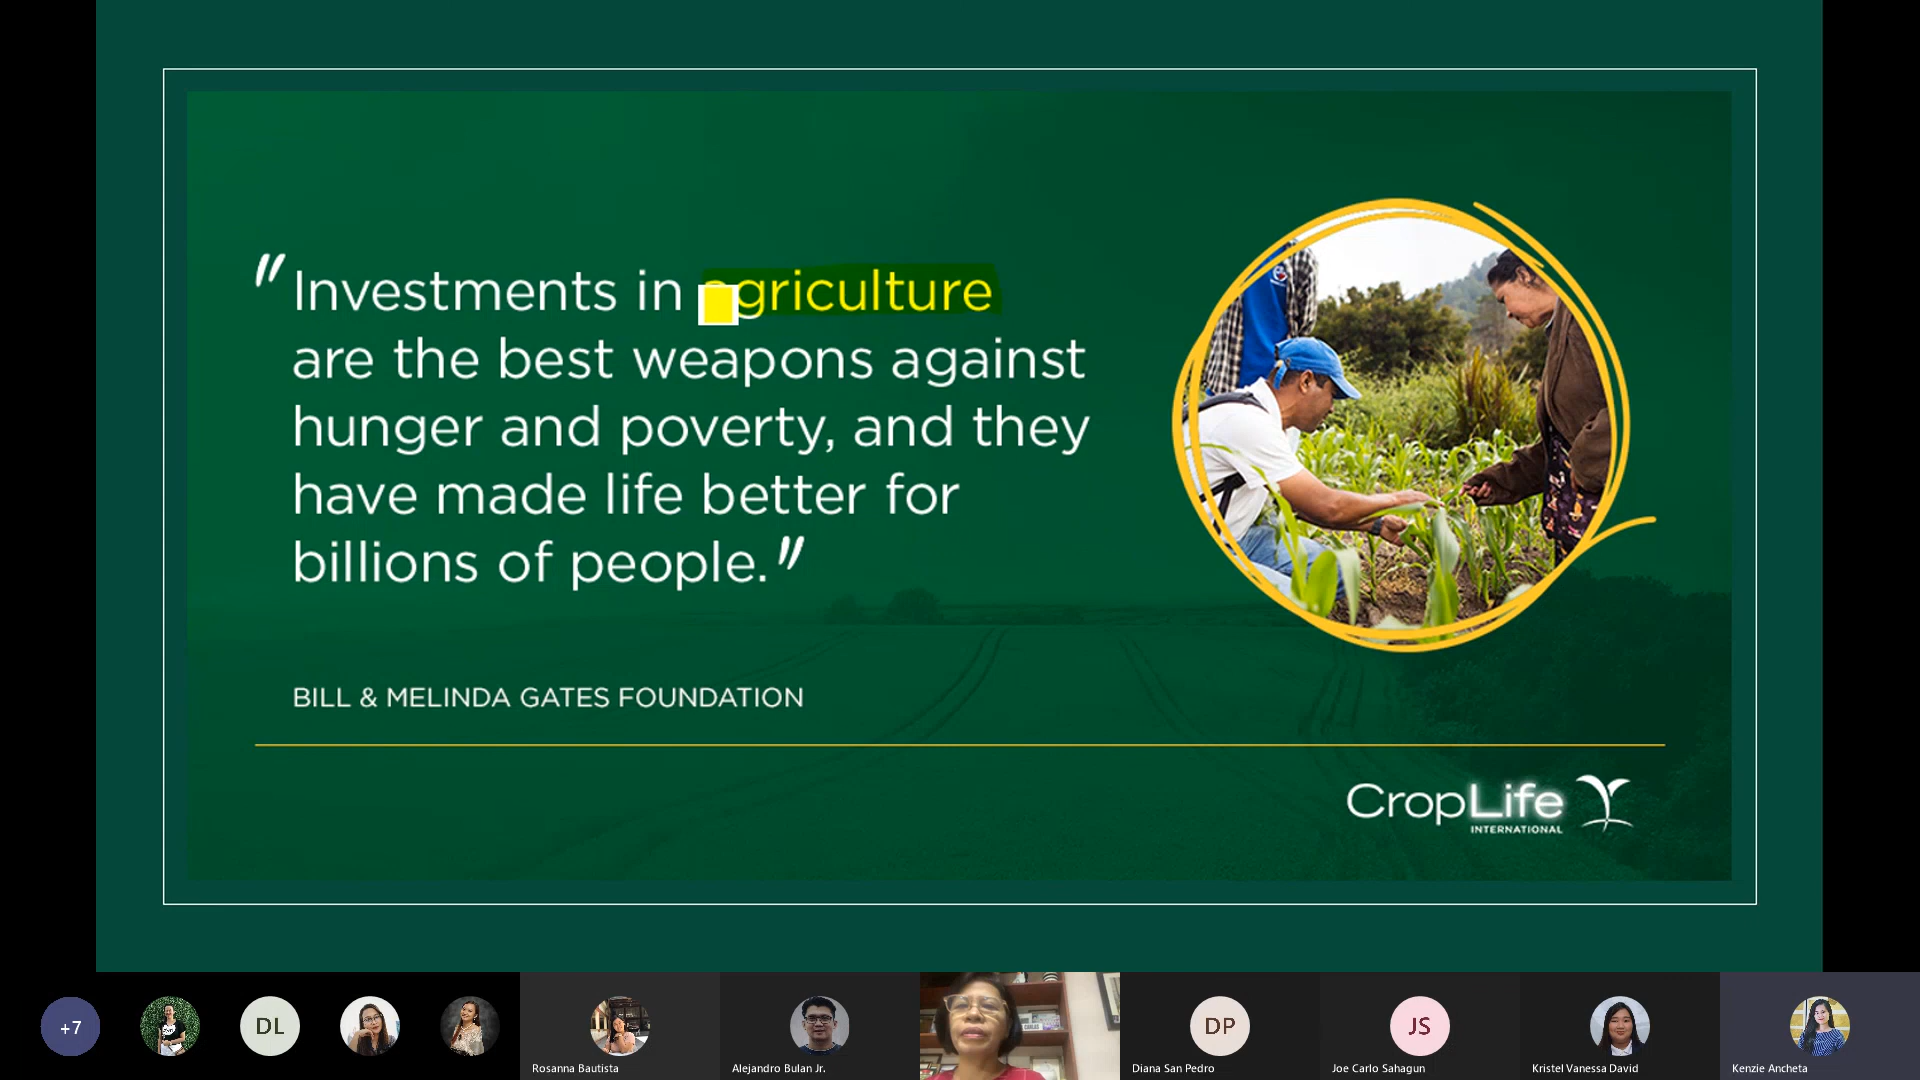 "Investments in agriculture
are the best weapons against
hunger and poverty, and they
have made life better for
billions of people."
BILL & MELINDA GATES FOUNDATION
CropLife
INTERNATIONAL
+7
DL
DP
JS
Rosanna Bautista
Alejandro Bulan Jr.
Diana San Pedro
Joe Carlo Sahagun
Kristel Vanessa David
Kenzie Ancheta